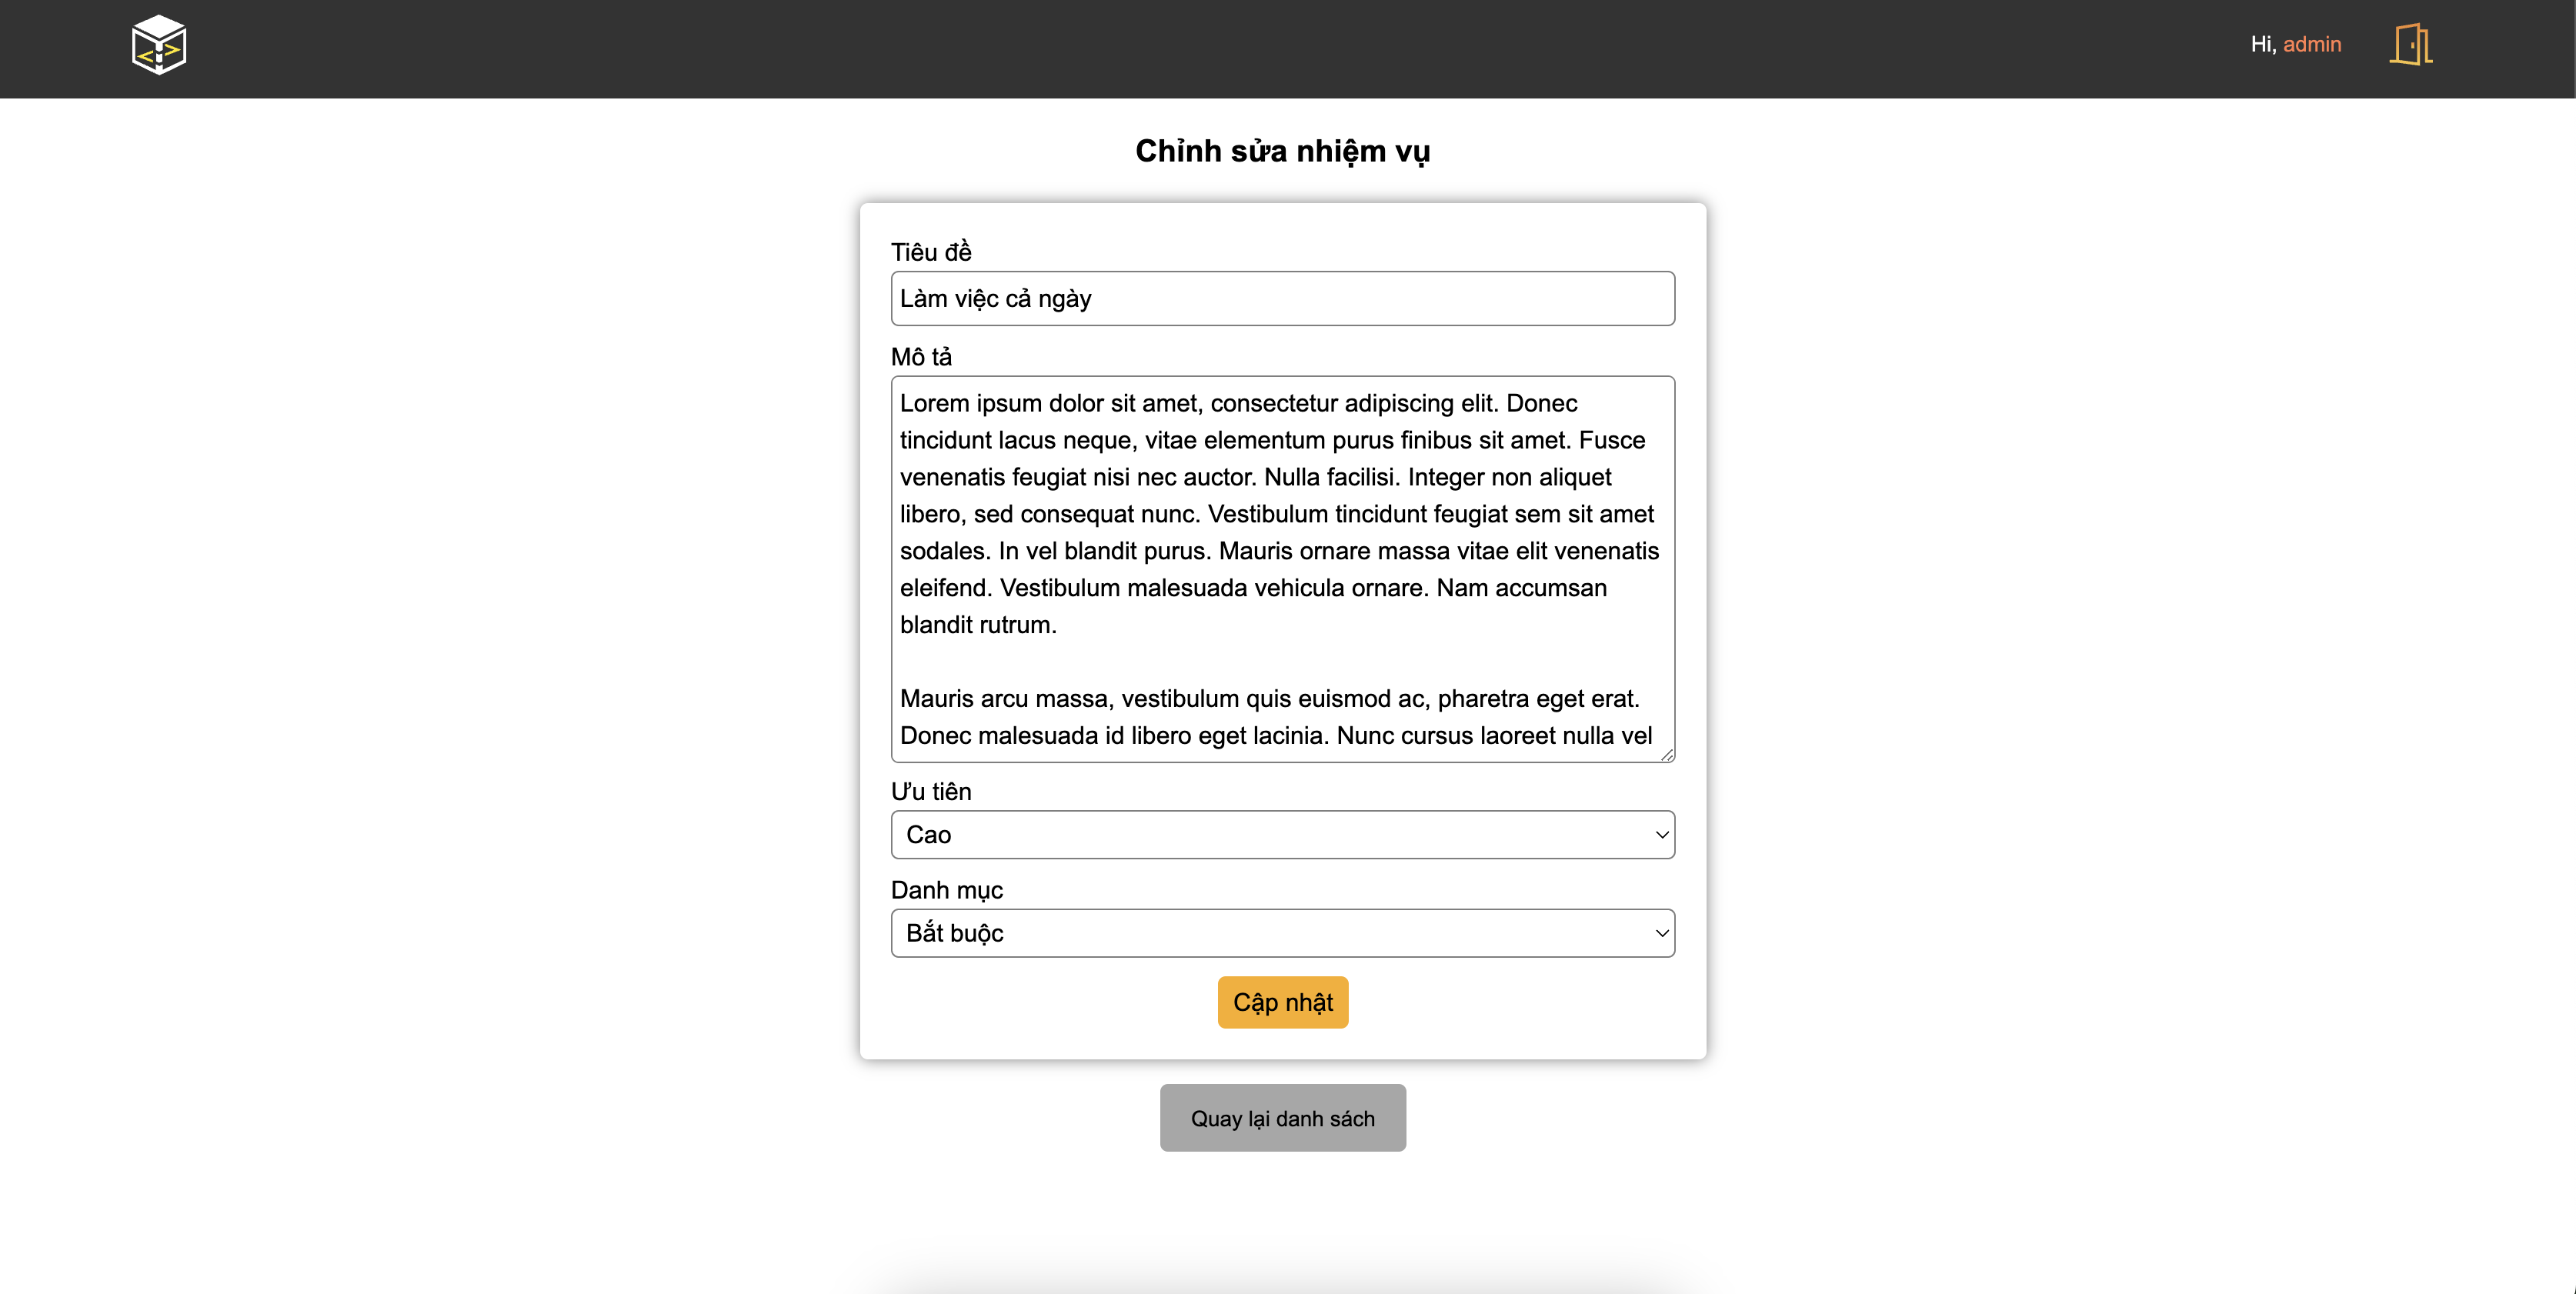 Hi, admin
Chỉnh sửa nhiệm vụ
Tiêu đề
Làm việc cả ngày
Mô tả
Lorem ipsum dolor sit amet, consectetur adipiscing elit. Donec
tincidunt lacus neque, vitae elementum purus finibus sit amet. Fusce
venenatis feugiat nisi nec auctor. Nulla facilisi. Integer non aliquet
libero, sed consequat nunc. Vestibulum tincidunt feugiat sem sit amet
sodales. In vel blandit purus. Mauris ornare massa vitae elit venenatis
eleifend. Vestibulum malesuada vehicula ornare. Nam accumsan
blandit rutrum.
Mauris arcu massa, vestibulum quis euismod ac, pharetra eget erat.
Donec malesuada id libero eget lacinia. Nunc cursus laoreet nulla vel
Ưu tiên
Cao
Danh mục
Bắt buộc
Cập nhật
Quay lại danh sách